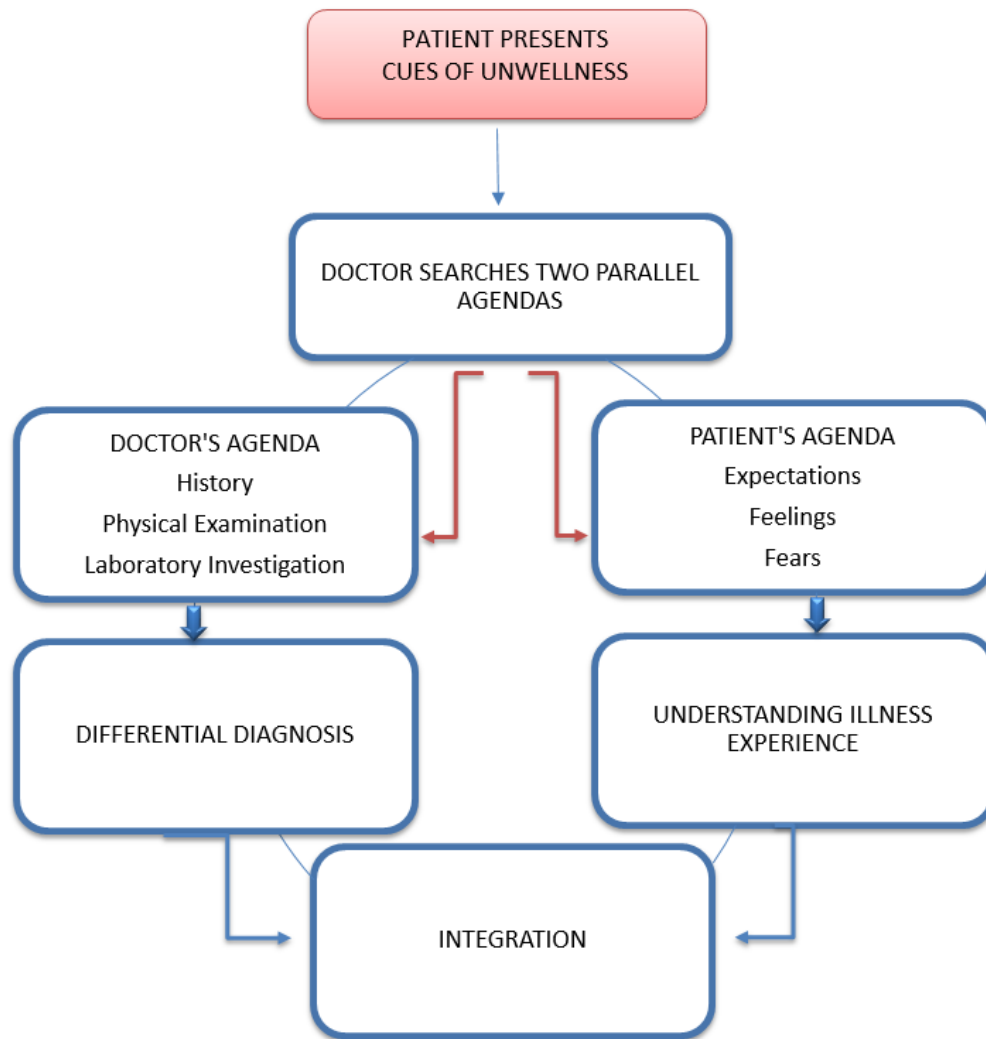 PATIENT PRESENTS
CUES OF UNWELLNESS
DOCTOR SEARCHES TWO PARALLEL
AGENDAS
DOCTOR'S AGENDA
History
Physical Examination
Laboratory Investigation
PATIENT'S AGENDA
Expectations
Feelings
Fears
DIFFERENTIAL DIAGNOSIS
UNDERSTANDING ILLNESS
EXPERIENCE
INTEGRATION